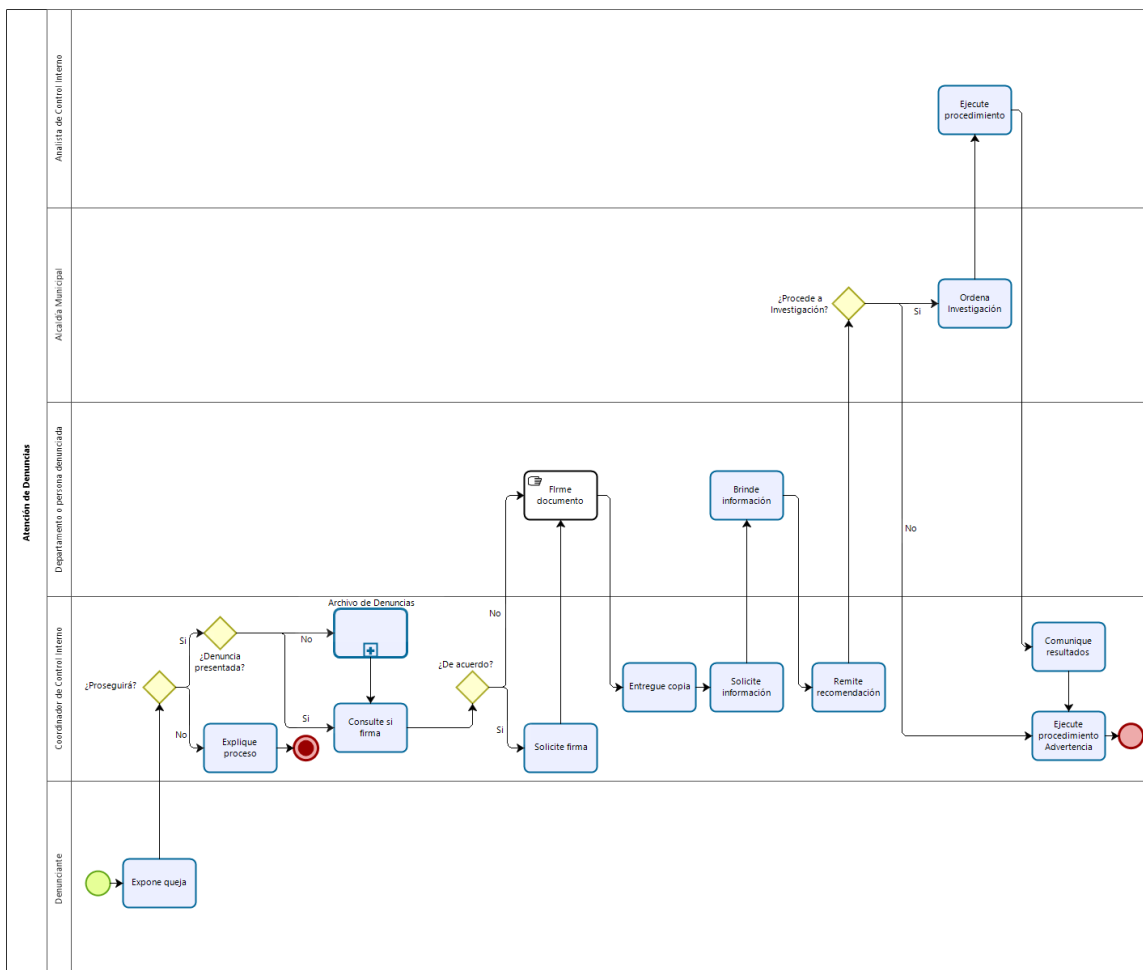 Atención de Denuncias
Analista de Control Interno
Ejecute
procedimiento
Alcaldía Municipal
¿Procede a
Investigación?
Si
Ordena
Investigación
No
Departamento o persona denunciada
FIrme
documento
Brinde
información
Coordinador de Control Interno
¿Proseguirá?
Si
No
¿Denuncia
presentada?
No
Si
Archivo de Denuncias
Explique
proceso
Consulte si
firma
¿De acuerdo?
No
Si
Solicite firma
Entregue copia
Solicite
información
Remite
recomendación
Comunique
resultados
Ejecute
procedimiento
Advertencia
Denunciante
Expone queja